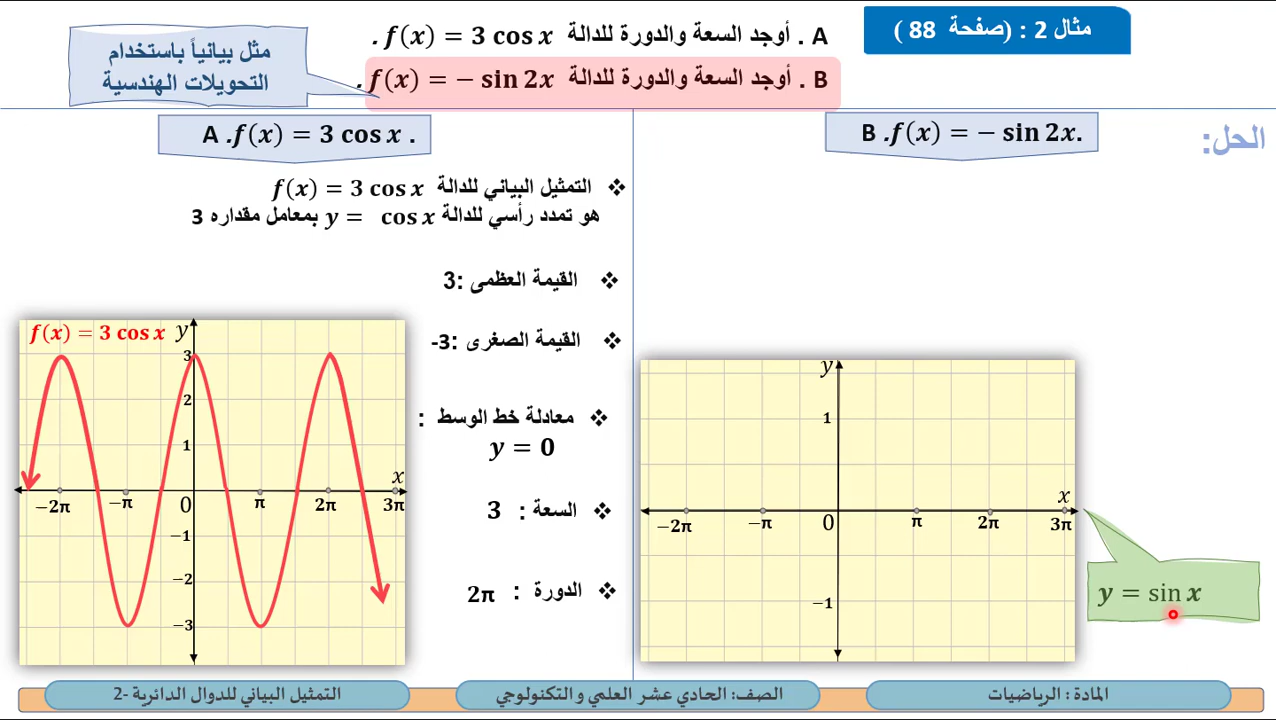 مثال 2 : (صفحة 88 )
A . أوجد السعة والدورة للدالة f(x) = 3 cos x .
B . أوجد السعة والدورة للدالة f(x) = − sin 2x .
مثل بيانياً باستخدام
التحويلات الهندسية
الحل:
B .f(x) = − sin 2x.
A .f(x) = 3 cos x .
❖ التمثيل البياني للدالة f(x) = 3 cos x
هو تمدد رأسي للدالة y = cos x بمعامل مقداره 3
❖ القيمة العظمى :3
❖ القيمة الصغرى :3-
❖ معادلة خط الوسط :
y = 0
❖ السعة : 3
❖ الدورة : 2π
f(x) = 3 cos x
y
3
2
1
x
−2π −π 0 π 2π 3π
−1
−2
−3
y
1
x
−2π −π 0 π 2π 3π
−1
y = sin x
المادة : الرياضيات
الصف: الحادي عشر العلمي و التكنولوجي
التمثيل البياني للدوال الدائرية -2